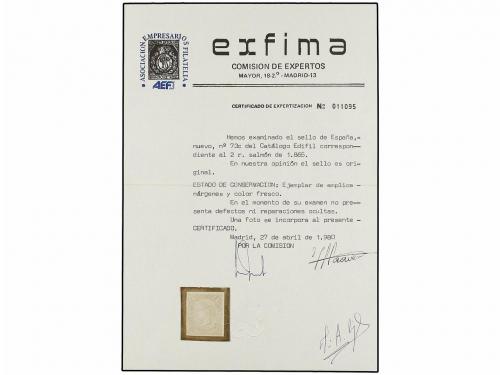 ASOCIACION EMPRESARIOS FILATELIA
AEF
exfima
COMISION DE EXPERTOS
MAYOR, 18-2.º - MADRID-13
CERTIFICADO DE EXPERTIZACION Nº 011095
Hemos examinado el sello de España,-
nuevo, nº 73c del Catálogo Edifil correspon-
diente al 2 r. salmón de 1.865.
En nuestra opinión el sello es ori-
ginal.
ESTADO DE CONSERVACION: Ejemplar de amplios
márgenes y color fresco.
En el momento de su examen no pre-
senta defectos ni reparaciones ocultas.
Una foto se incorpora al presente -
CERTIFICADO.
Madrid, 27 de abril de 1.980
POR LA COMISION